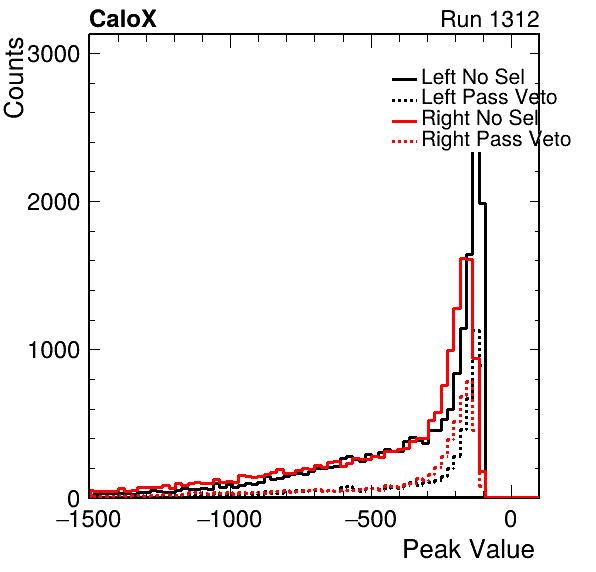 CaloX
Run 1312
Counts
3000
2000
1000
0
Left No Sel
Left Pass Veto
Right No Sel
Right Pass Veto
−1500
−1000
−500
0
Peak Value